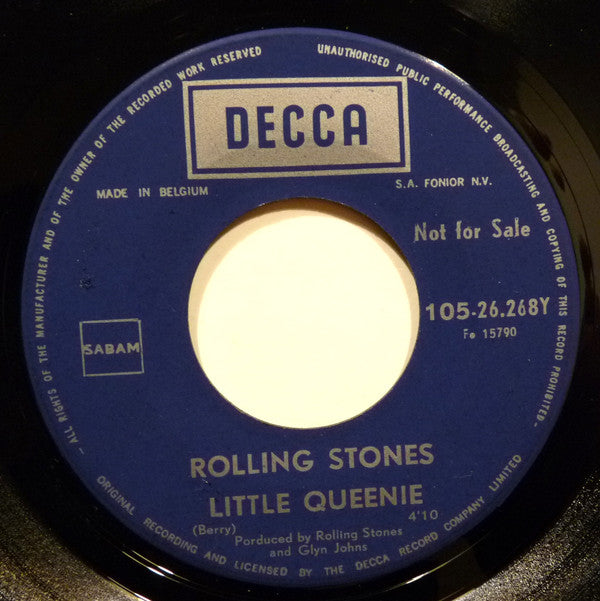 - ALL RIGHTS OF THE MANUFACTURER AND OF THE OWNER OF THE RECORDED WORK RESERVED
UNAUTHORISED PUBLIC PERFORMANCE BROADCASTING AND COPYING OF THIS RECORD PROHIBITED -
DECCA
MADE IN BELGIUM
S.A. FONIOR N.V.
Not for Sale
105-26.268Y
Fe 15790
SABAM
ROLLING STONES
LITTLE QUEENIE
(Berry)
4'10
Produced by Rolling Stones
and Glyn Johns
ORIGINAL RECORDING AND LICENSED BY THE DECCA RECORD COMPANY LIMITED